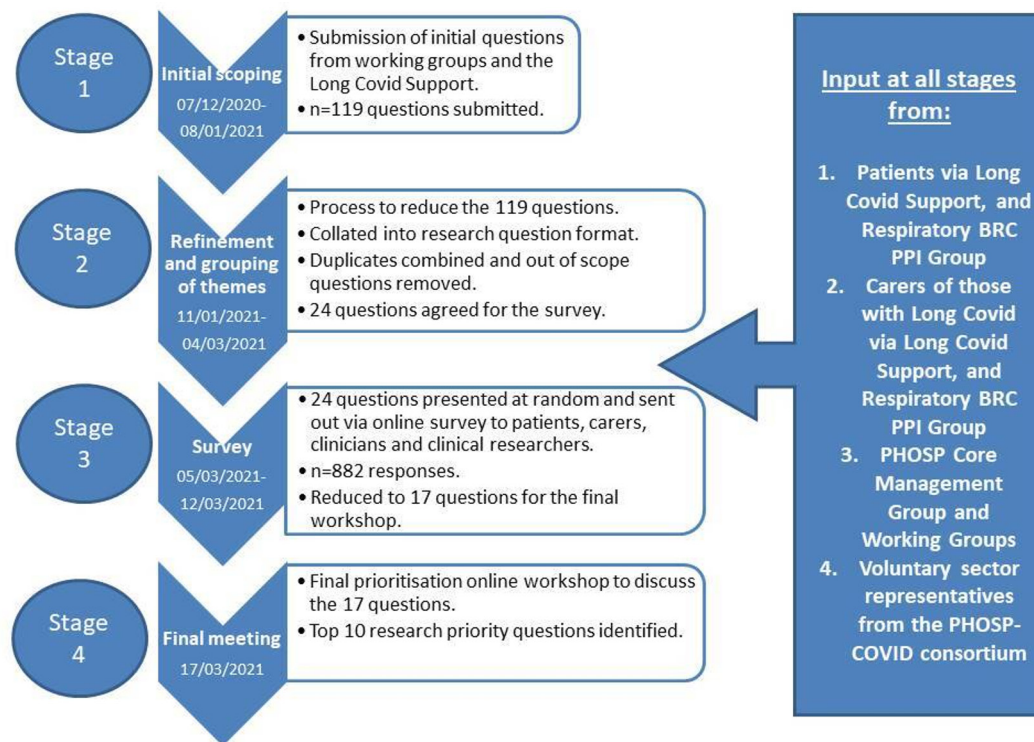 Stage
1
Initial scoping
07/12/2020-
08/01/2021
• Submission of initial questions
from working groups and the
Long Covid Support.
• n=119 questions submitted.
Stage
2
Refinement
and grouping
of themes
11/01/2021-
04/03/2021
• Process to reduce the 119 questions.
• Collated into research question format.
• Duplicates combined and out of scope
questions removed.
• 24 questions agreed for the survey.
Stage
3
Survey
05/03/2021-
12/03/2021
• 24 questions presented at random and sent
out via online survey to patients, carers,
clinicians and clinical researchers.
• n=882 responses.
• Reduced to 17 questions for the final
workshop.
Stage
4
Final meeting
17/03/2021
• Final prioritisation online workshop to discuss
the 17 questions.
• Top 10 research priority questions identified.
Input at all stages
from:
1. Patients via Long
Covid Support, and
Respiratory BRC
PPI Group
2. Carers of those
with Long Covid
via Long Covid
Support, and
Respiratory BRC
PPI Group
3. PHOSP Core
Management
Group and
Working Groups
4. Voluntary sector
representatives
from the PHOSP-
COVID consortium